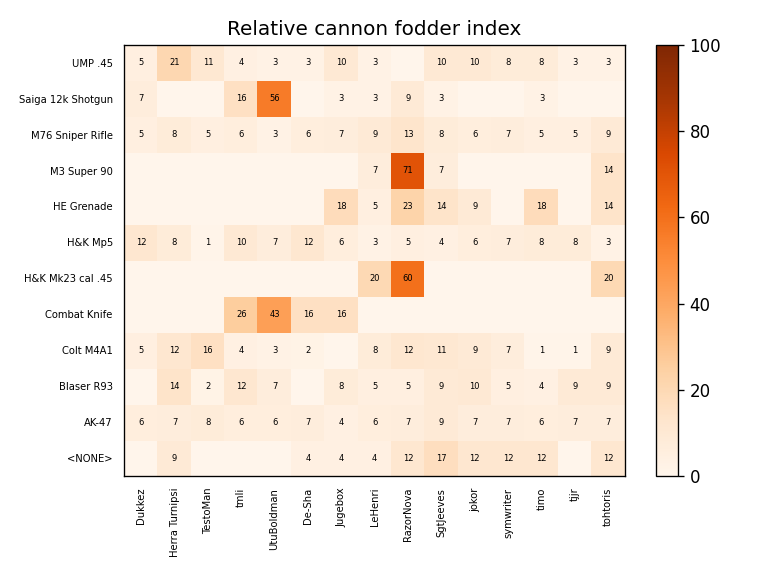 Relative cannon fodder index
UMP .45 5 21 11 4 3 3 10 3 10 10 8 8 3 3
Saiga 12k Shotgun 7 16 56 3 3 9 3 3
M76 Sniper Rifle 5 8 5 6 3 6 7 9 13 8 6 7 5 5 9
M3 Super 90 7 71 7 14
HE Grenade 18 5 23 14 9 18 14
H&K Mp5 12 8 1 10 7 12 6 3 5 4 6 7 8 8 3
H&K Mk23 cal .45 20 60 20
Combat Knife 26 43 16 16
Colt M4A1 5 12 16 4 3 2 8 12 11 9 7 1 1 9
Blaser R93 14 2 12 7 8 5 5 9 10 5 4 9 9
AK-47 6 7 8 6 6 7 4 6 7 9 7 7 6 7 7
<NONE> 9 4 4 4 12 17 12 12 12 12
Dukkez
Herra Turnipsi
TestoMan
tmli
UtuBoldman
De-Sha
Jugebox
LeHenri
RazorNova
SgtJeeves
jokor
symwriter
timo
tjjr
tohtoris
100
80
60
40
20
0